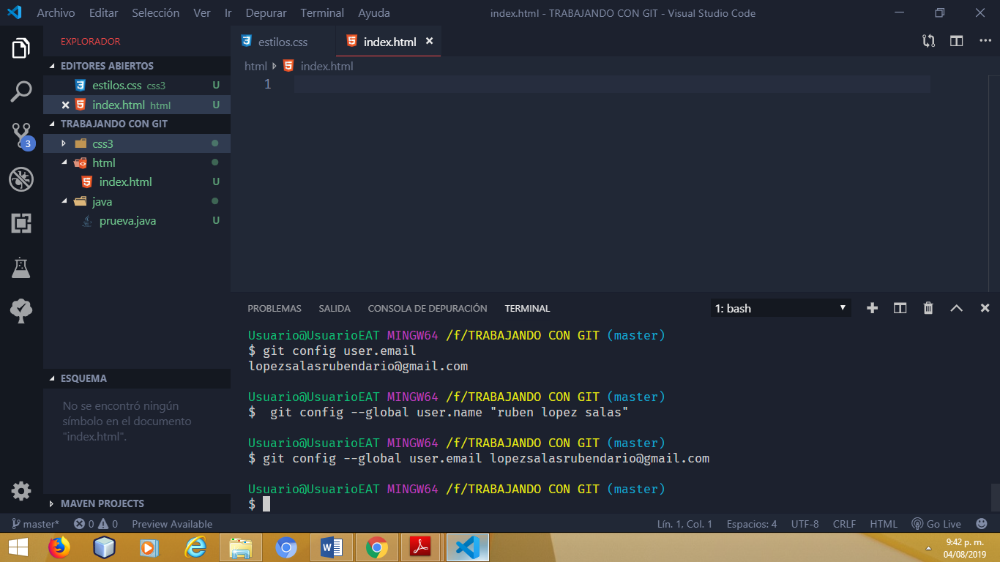 Archivo Editar Selección Ver Ir Depurar Terminal Ayuda index.html - TRABAJANDO CON GIT - Visual Studio Code
EXPLORADOR
EDITORES ABIERTOS
estilos.css css3 U
index.html html U
TRABAJANDO CON GIT
css3
html
index.html U
java
prueva.java U
3
ESQUEMA
No se encontró ningún
símbolo en el documento
"index.html".
MAVEN PROJECTS
estilos.css index.html
html index.html
1
PROBLEMAS SALIDA CONSOLA DE DEPURACIÓN TERMINAL 1: bash
Usuario@UsuarioEAT MINGW64 /f/TRABAJANDO CON GIT (master)
$ git config user.email
lopezsalasrubendario@gmail.com
Usuario@UsuarioEAT MINGW64 /f/TRABAJANDO CON GIT (master)
$  git config --global user.name "ruben lopez salas"
Usuario@UsuarioEAT MINGW64 /f/TRABAJANDO CON GIT (master)
$ git config --global user.email lopezsalasrubendario@gmail.com
Usuario@UsuarioEAT MINGW64 /f/TRABAJANDO CON GIT (master)
$
master* 0 0 Preview Available Lín. 1, Col. 1 Espacios: 4 UTF-8 CRLF HTML Go Live
9:42 p. m.
04/08/2019